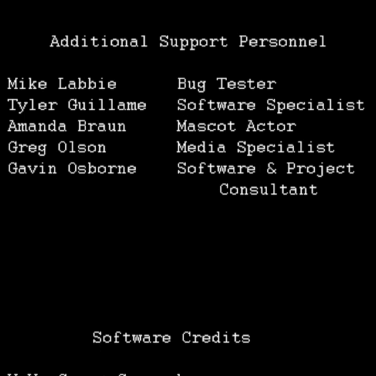 Additional Support Personnel
Mike Labbie Bug Tester
Tyler Guillame Software Specialist
Amanda Braun Mascot Actor
Greg Olson Media Specialist
Gavin Osborne Software & Project
Consultant
Software Credits